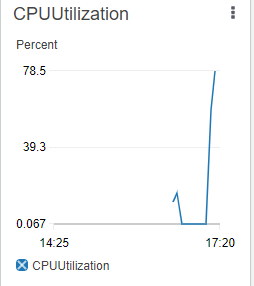 CPUUtilization
Percent
78.5
39.3
0.067
14:25 17:20
CPUUtilization